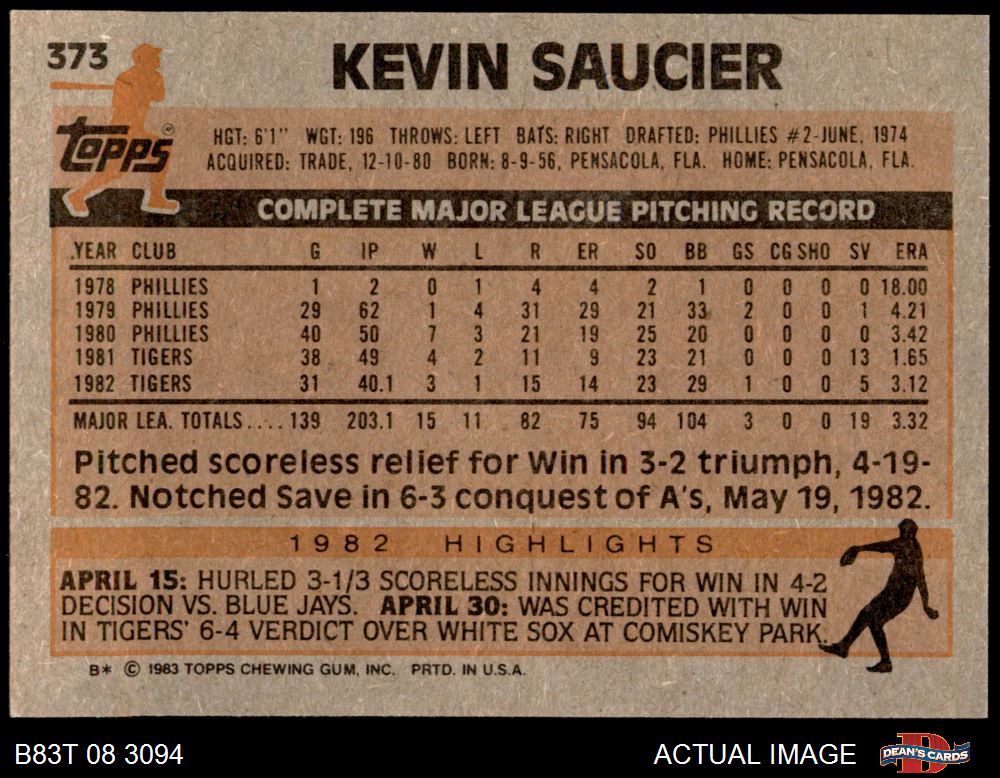 373
KEVIN SAUCIER
Topps
HGT: 6'1" WGT: 196 THROWS: LEFT BATS: RIGHT DRAFTED: PHILLIES #2-JUNE, 1974
ACQUIRED: TRADE, 12-10-80 BORN: 8-9-56, PENSACOLA, FLA. HOME: PENSACOLA, FLA.
COMPLETE MAJOR LEAGUE PITCHING RECORD
YEAR CLUB G IP W L R ER SO BB GS CG SHO SV ERA
1978 PHILLIES 1 2 0 1 4 4 2 1 0 0 0 0 18.00
1979 PHILLIES 29 62 1 4 31 29 21 33 2 0 0 1 4.21
1980 PHILLIES 40 50 7 3 21 19 25 20 0 0 0 0 3.42
1981 TIGERS 38 49 4 2 11 9 23 21 0 0 0 13 1.65
1982 TIGERS 31 40.1 3 1 15 14 23 29 1 0 0 5 3.12
MAJOR LEA. TOTALS.... 139 203.1 15 11 82 75 94 104 3 0 0 19 3.32
Pitched scoreless relief for Win in 3-2 triumph, 4-19-
82. Notched Save in 6-3 conquest of A's, May 19, 1982.
1982 HIGHLIGHTS
APRIL 15: HURLED 3-1/3 SCORELESS INNINGS FOR WIN IN 4-2
DECISION VS. BLUE JAYS. APRIL 30: WAS CREDITED WITH WIN
IN TIGERS' 6-4 VERDICT OVER WHITE SOX AT COMISKEY PARK.
B* © 1983 TOPPS CHEWING GUM, INC. PRTD. IN U.S.A.
B83T 08 3094 ACTUAL IMAGE DEAN'S CARDS